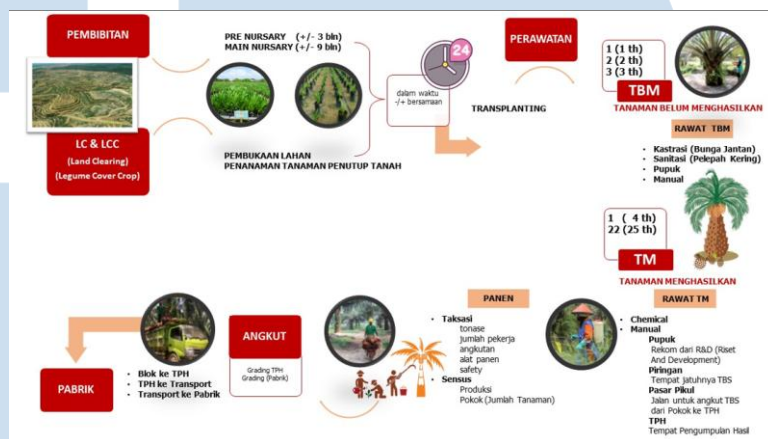 PEMBIBITAN
PRE NURSARY (+/- 3 bln)
MAIN NURSARY (+/- 9 bln)
24
dalam waktu
-/+ bersamaan
LC & LCC
(Land Clearing)
(Legume Cover Crop)
PEMBUKAAN LAHAN
PENANAMAN TANAMAN PENUTUP TANAH
TRANSPLANTING
PERAWATAN
1 (1 th)
2 (2 th)
3 (3 th)
TBM
TANAMAN BELUM MENGHASILKAN
RAWAT TBM
• Kastrasi (Bunga Jantan)
• Sanitasi (Pelepah Kering)
• Pupuk
• Manual
1 ( 4 th)
22 (25 th)
TM
TANAMAN MENGHASILKAN
RAWAT TM
• Chemical
• Manual
Pupuk
Rekom dari R&D (Riset
And Development)
Piringan
Tempat jatuhnya TBS
Pasar Pikul
Jalan untuk angkut TBS
dari Pokok ke TPH
TPH
Tempat Pengumpulan Hasil
PANEN
• Taksasi
tonase
jumlah pekerja
angkutan
alat panen
safety
• Sensus
Produksi
Pokok (Jumlah Tanaman)
ANGKUT
Grading TPH
Grading (Pabrik)
• Blok ke TPH
• TPH ke Transport
• Transport ke Pabrik
PABRIK